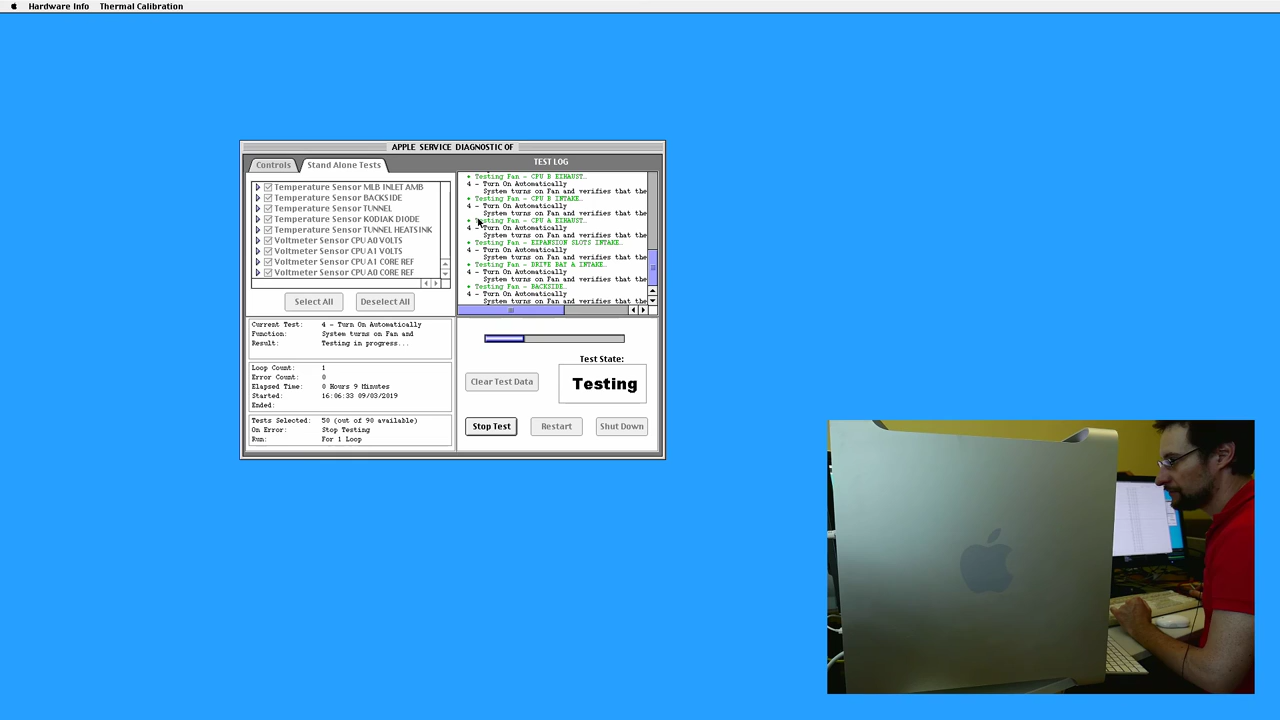 Hardware Info Thermal Calibration
APPLE SERVICE DIAGNOSTIC OF
Controls Stand Alone Tests
TEST LOG
Temperature Sensor MLB INLET AMB
Temperature Sensor BACKSIDE
Temperature Sensor TUNNEL
Temperature Sensor KODIAK DIODE
Temperature Sensor TUNNEL HEATSINK
Voltmeter Sensor CPU A0 VOLTS
Voltmeter Sensor CPU A1 VOLTS
Voltmeter Sensor CPU A1 CORE REF
Voltmeter Sensor CPU A0 CORE REF
Select All Deselect All
+ Testing Fan - CPU B EXHAUST…
4 - Turn On Automatically
System turns on Fan and verifies that the
+ Testing Fan - CPU B INTAKE…
4 - Turn On Automatically
System turns on Fan and verifies that the
+ Testing Fan - CPU A EXHAUST…
4 - Turn On Automatically
System turns on Fan and verifies that the
+ Testing Fan - EXPANSION SLOTS INTAKE…
4 - Turn On Automatically
System turns on Fan and verifies that the
+ Testing Fan - DRIVE BAY A INTAKE…
4 - Turn On Automatically
System turns on Fan and verifies that the
+ Testing Fan - BACKSIDE…
4 - Turn On Automatically
System turns on Fan and verifies that the
Current Test: 4 - Turn On Automatically
Function: System turns on Fan and
Result: Testing in progress...
Loop Count: 1
Error Count: 0
Elapsed Time: 0 Hours 9 Minutes
Started: 16:06:33 09/03/2019
Ended:
Tests Selected: 50 (out of 90 available)
On Error: Stop Testing
Run: For 1 Loop
Test State:
Clear Test Data
Testing
Stop Test Restart Shut Down